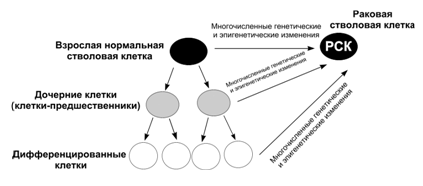 Раковая
стволовая клетка
Многочисленные генетические
и эпигенетические изменения
Взрослая нормальная
стволовая клетка
РСК
Многочисленные генетические
и эпигенетические изменения
Дочерние клетки
(клетки-предшественники)
Многочисленные генетические
и эпигенетические изменения
Дифференцированные
клетки